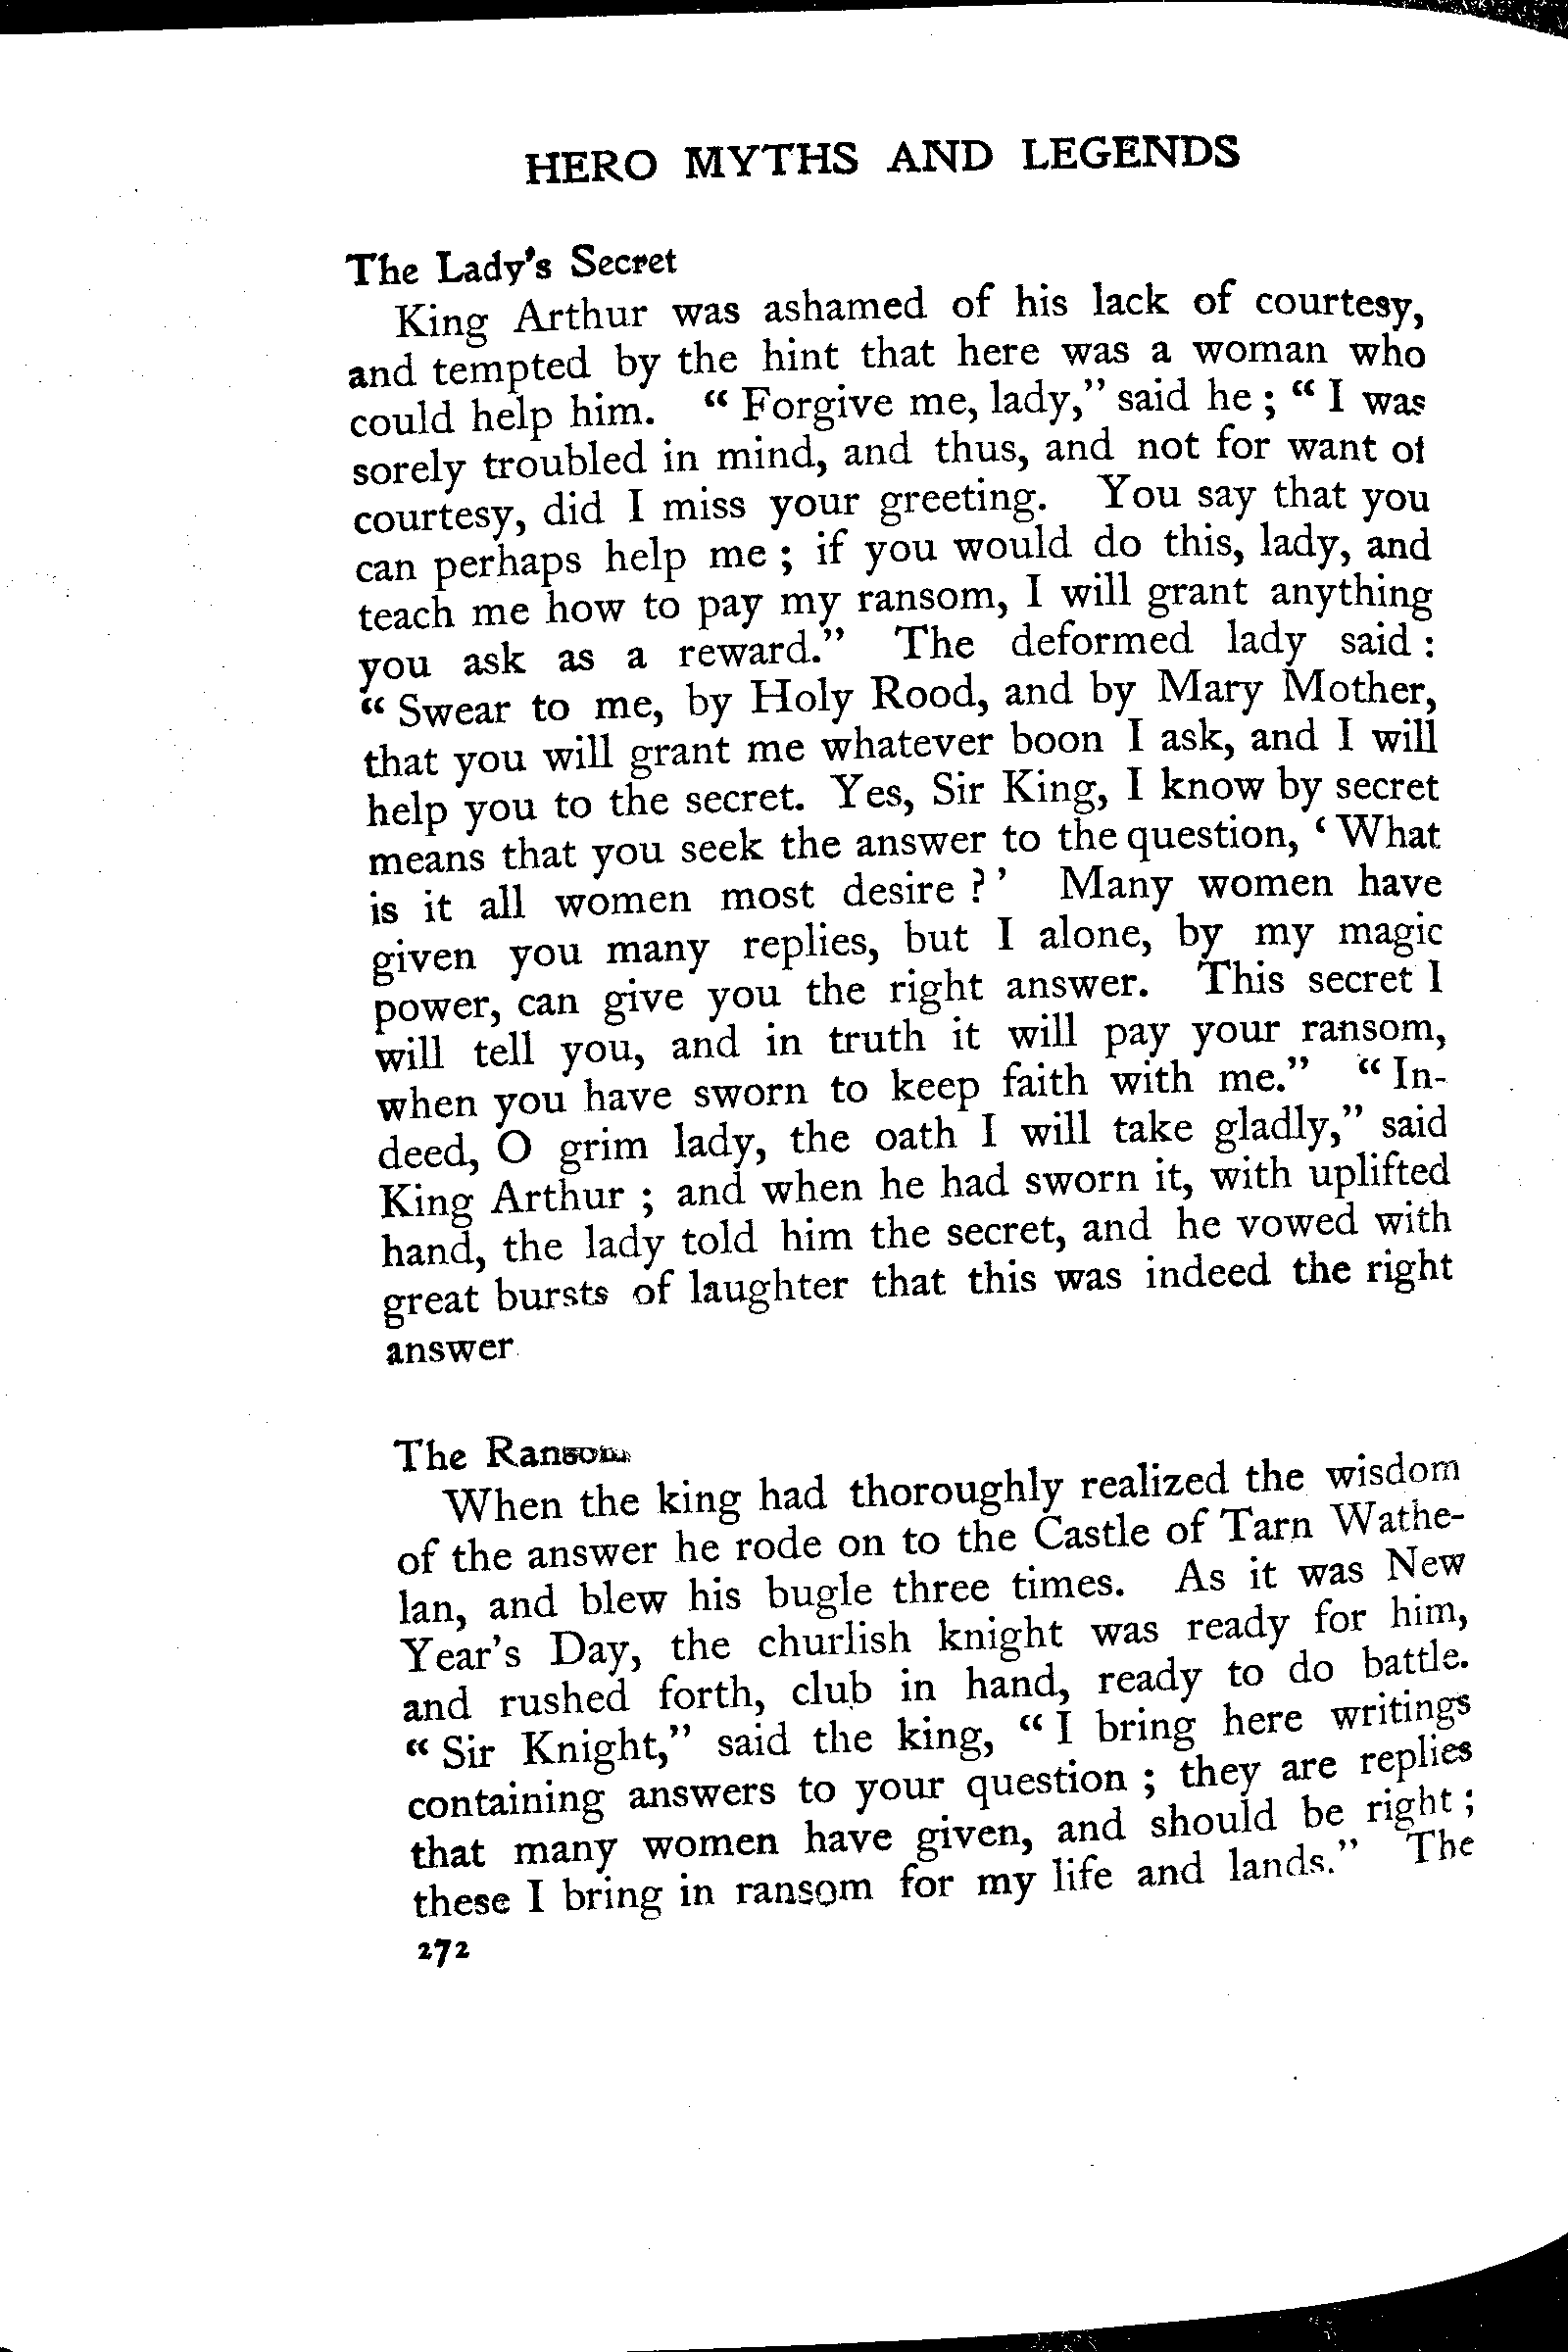 HERO MYTHS AND LEGENDS
The Lady's Secret
King Arthur was ashamed of his lack of courtesy,
and tempted by the hint that here was a woman who
could help him. “ Forgive me, lady,” said he ; “ I was
sorely troubled in mind, and thus, and not for want of
courtesy, did I miss your greeting. You say that you
can perhaps help me ; if you would do this, lady, and
teach me how to pay my ransom, I will grant anything
you ask as a reward.” The deformed lady said :
“ Swear to me, by Holy Rood, and by Mary Mother,
that you will grant me whatever boon I ask, and I will
help you to the secret. Yes, Sir King, I know by secret
means that you seek the answer to the question, ‘ What
is it all women most desire ? ’ Many women have
given you many replies, but I alone, by my magic
power, can give you the right answer. This secret I
will tell you, and in truth it will pay your ransom,
when you have sworn to keep faith with me.” “ In-
deed, O grim lady, the oath I will take gladly,” said
King Arthur ; and when he had sworn it, with uplifted
hand, the lady told him the secret, and he vowed with
great bursts of laughter that this was indeed the right
answer
The Ransom
When the king had thoroughly realized the wisdom
of the answer he rode on to the Castle of Tarn Wathe-
lan, and blew his bugle three times. As it was New
Year's Day, the churlish knight was ready for him,
and rushed forth, club in hand, ready to do battle.
“ Sir Knight,” said the king, “ I bring here writings
containing answers to your question ; they are replies
that many women have given, and should be right ;
these I bring in ransom for my life and lands.” The
272